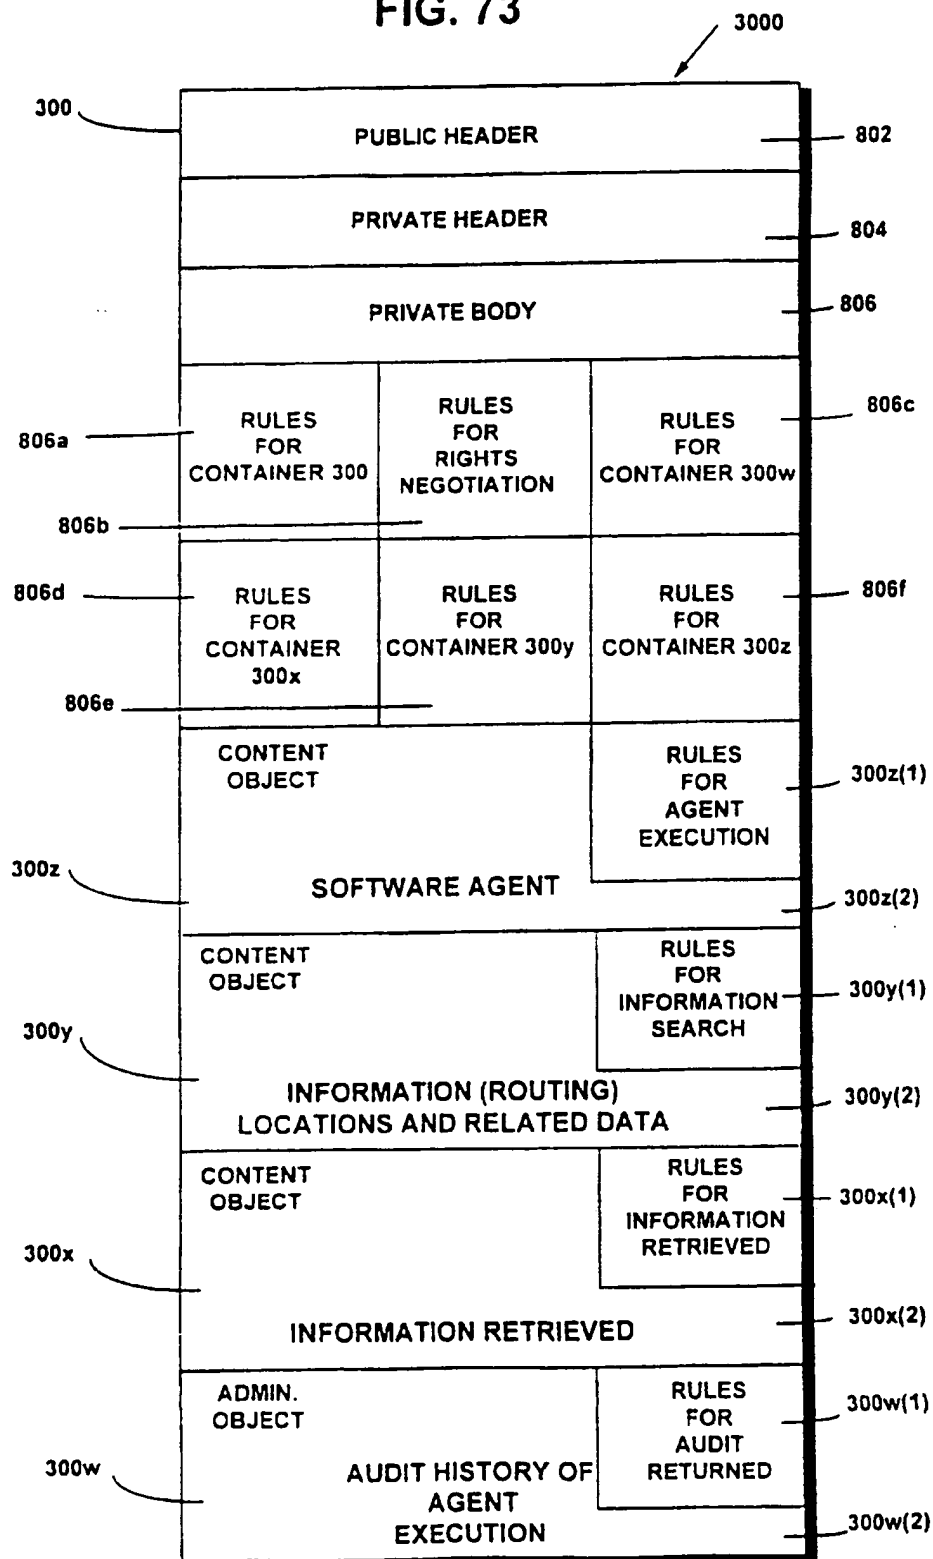 FIG. 73
3000
300
PUBLIC HEADER
802
PRIVATE HEADER
804
PRIVATE BODY
806
806a
RULES
FOR
CONTAINER 300
806b
RULES
FOR
RIGHTS
NEGOTIATION
RULES
FOR
CONTAINER 300w
806c
806d
RULES
FOR
CONTAINER
300x
806e
RULES
FOR
CONTAINER 300y
RULES
FOR
CONTAINER 300z
806f
CONTENT
OBJECT
RULES
FOR
AGENT
EXECUTION
300z(1)
300z
SOFTWARE AGENT
300z(2)
CONTENT
OBJECT
RULES
FOR
INFORMATION
SEARCH
300y(1)
300y
INFORMATION (ROUTING)
LOCATIONS AND RELATED DATA
300y(2)
CONTENT
OBJECT
RULES
FOR
INFORMATION
RETRIEVED
300x(1)
300x
INFORMATION RETRIEVED
300x(2)
ADMIN.
OBJECT
RULES
FOR
AUDIT
RETURNED
300w(1)
300w
AUDIT HISTORY OF
AGENT
EXECUTION
300w(2)